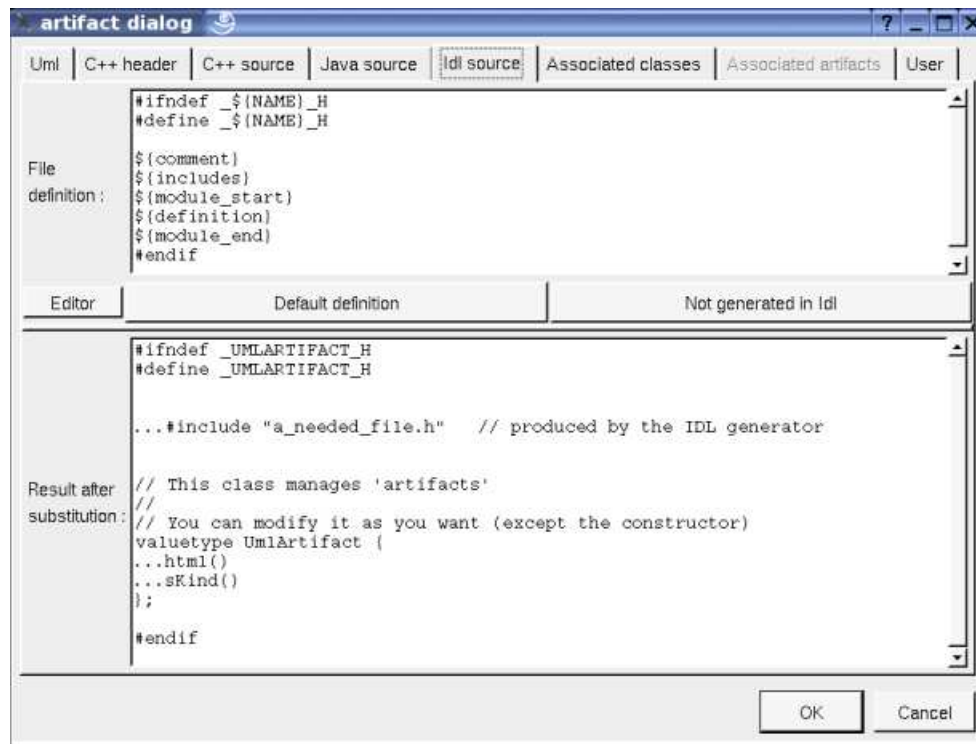 artifact dialog
? _ □ ×
Uml C++ header C++ source Java source Idl source Associated classes Associated artifacts User
#ifndef _${NAME}_H
#define _${NAME}_H
${comment}
${includes}
${module_start}
${definition}
${module_end}
#endif
File
definition :
Editor Default definition Not generated in Idl
#ifndef _UMLARTIFACT_H
#define _UMLARTIFACT_H
...#include "a_needed_file.h"   // produced by the IDL generator
// This class manages 'artifacts'
//
// You can modify it as you want (except the constructor)
valuetype UmlArtifact {
...html()
...sKind()
};
#endif
Result after
substitution :
OK Cancel